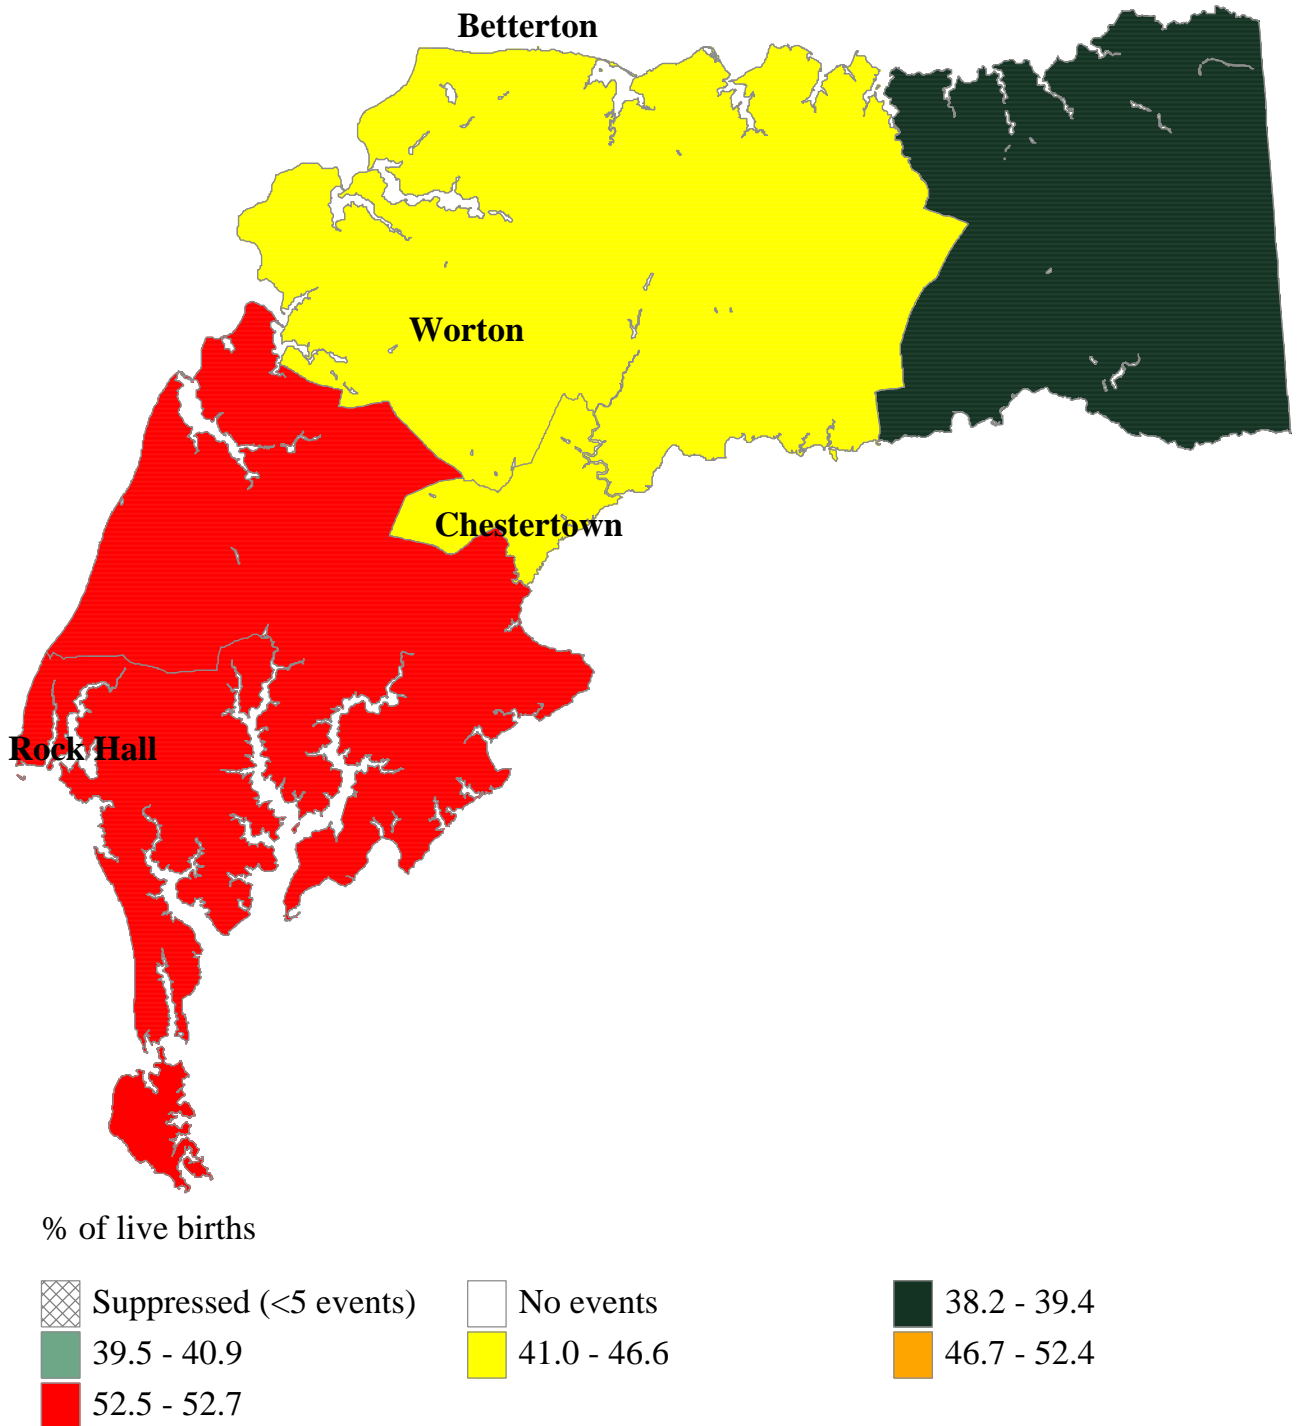 Betterton
Worton
Chestertown
Rock Hall
% of live births
Suppressed (<5 events)
No events
38.2 - 39.4
39.5 - 40.9
41.0 - 46.6
46.7 - 52.4
52.5 - 52.7